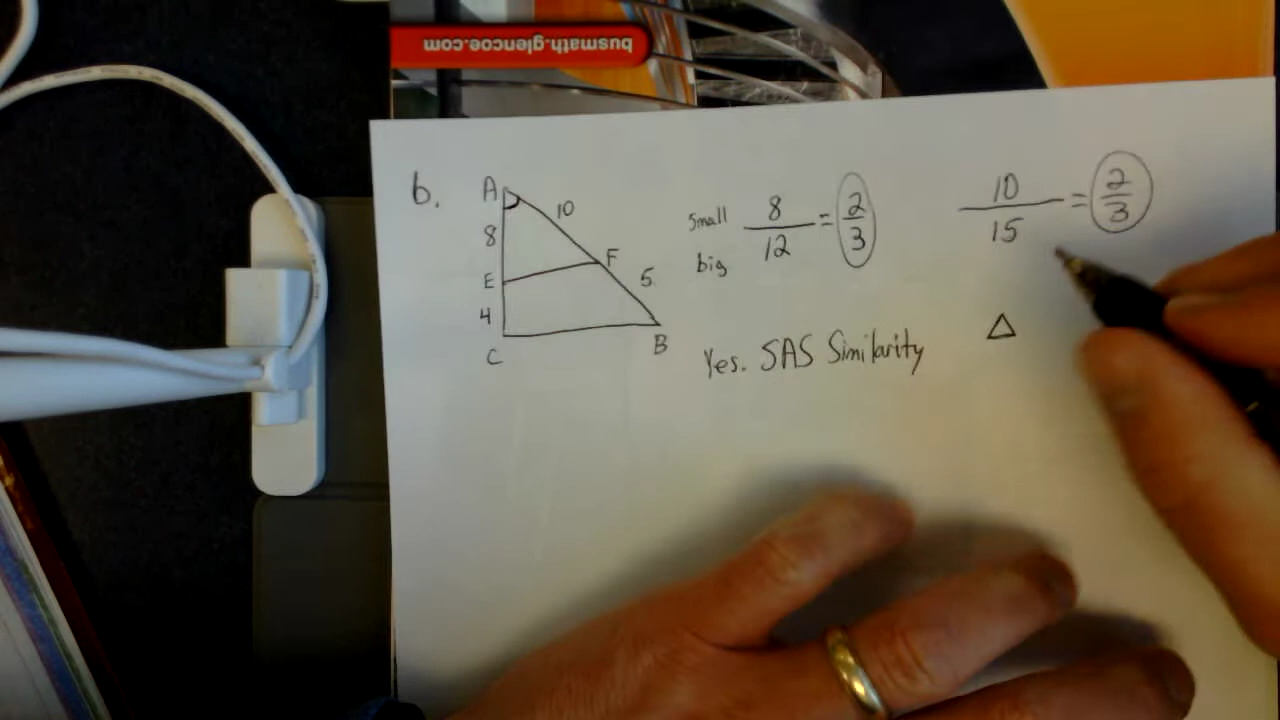 busmath.glencoe.com
6.
A
10
8
F
E
5
4
C
B
Small 8
big 12
= 2
3
10
15
= 2
3
Yes. SAS Similarity △